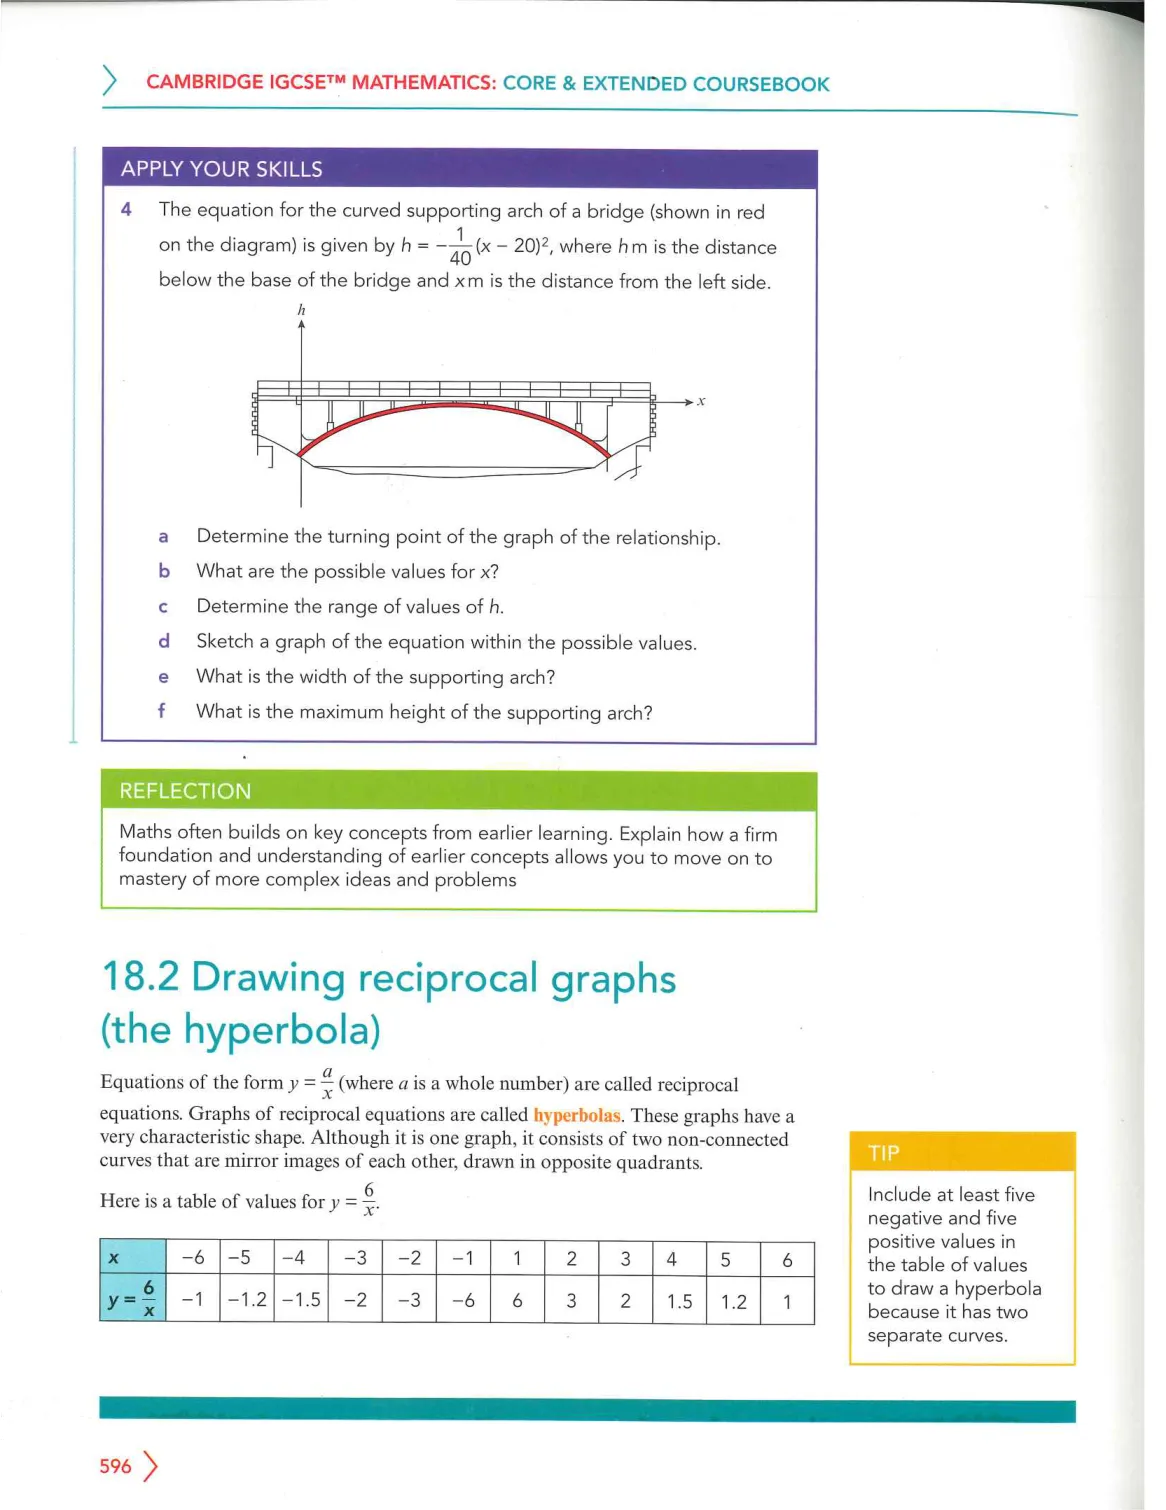 CAMBRIDGE IGCSE™ MATHEMATICS: CORE & EXTENDED COURSEBOOK
APPLY YOUR SKILLS
4 The equation for the curved supporting arch of a bridge (shown in red
on the diagram) is given by h = −1/40 (x − 20)², where h m is the distance
below the base of the bridge and x m is the distance from the left side.
h
x
a Determine the turning point of the graph of the relationship.
b What are the possible values for x?
c Determine the range of values of h.
d Sketch a graph of the equation within the possible values.
e What is the width of the supporting arch?
f What is the maximum height of the supporting arch?
REFLECTION
Maths often builds on key concepts from earlier learning. Explain how a firm
foundation and understanding of earlier concepts allows you to move on to
mastery of more complex ideas and problems
18.2 Drawing reciprocal graphs
(the hyperbola)
Equations of the form y = a/x (where a is a whole number) are called reciprocal
equations. Graphs of reciprocal equations are called hyperbolas. These graphs have a
very characteristic shape. Although it is one graph, it consists of two non-connected
curves that are mirror images of each other, drawn in opposite quadrants.
Here is a table of values for y = 6/x.
x −6 −5 −4 −3 −2 −1 1 2 3 4 5 6
y = 6/x −1 −1.2 −1.5 −2 −3 −6 6 3 2 1.5 1.2 1
TIP
Include at least five
negative and five
positive values in
the table of values
to draw a hyperbola
because it has two
separate curves.
596